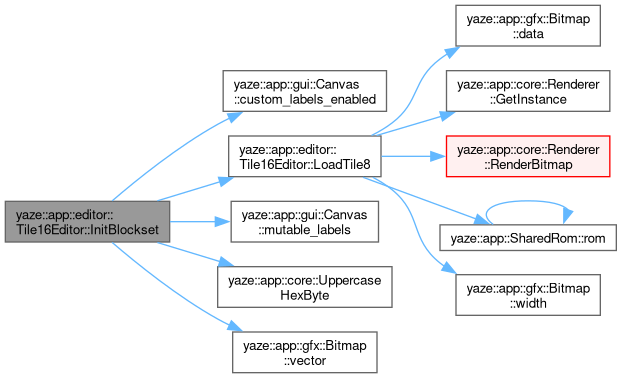 yaze::app::editor::
Tile16Editor::InitBlockset
yaze::app::gui::Canvas
::custom_labels_enabled
yaze::app::editor::
Tile16Editor::LoadTile8
yaze::app::gui::Canvas
::mutable_labels
yaze::app::core::Uppercase
HexByte
yaze::app::gfx::Bitmap
::vector
yaze::app::gfx::Bitmap
::data
yaze::app::core::Renderer
::GetInstance
yaze::app::core::Renderer
::RenderBitmap
yaze::app::SharedRom::rom
yaze::app::gfx::Bitmap
::width